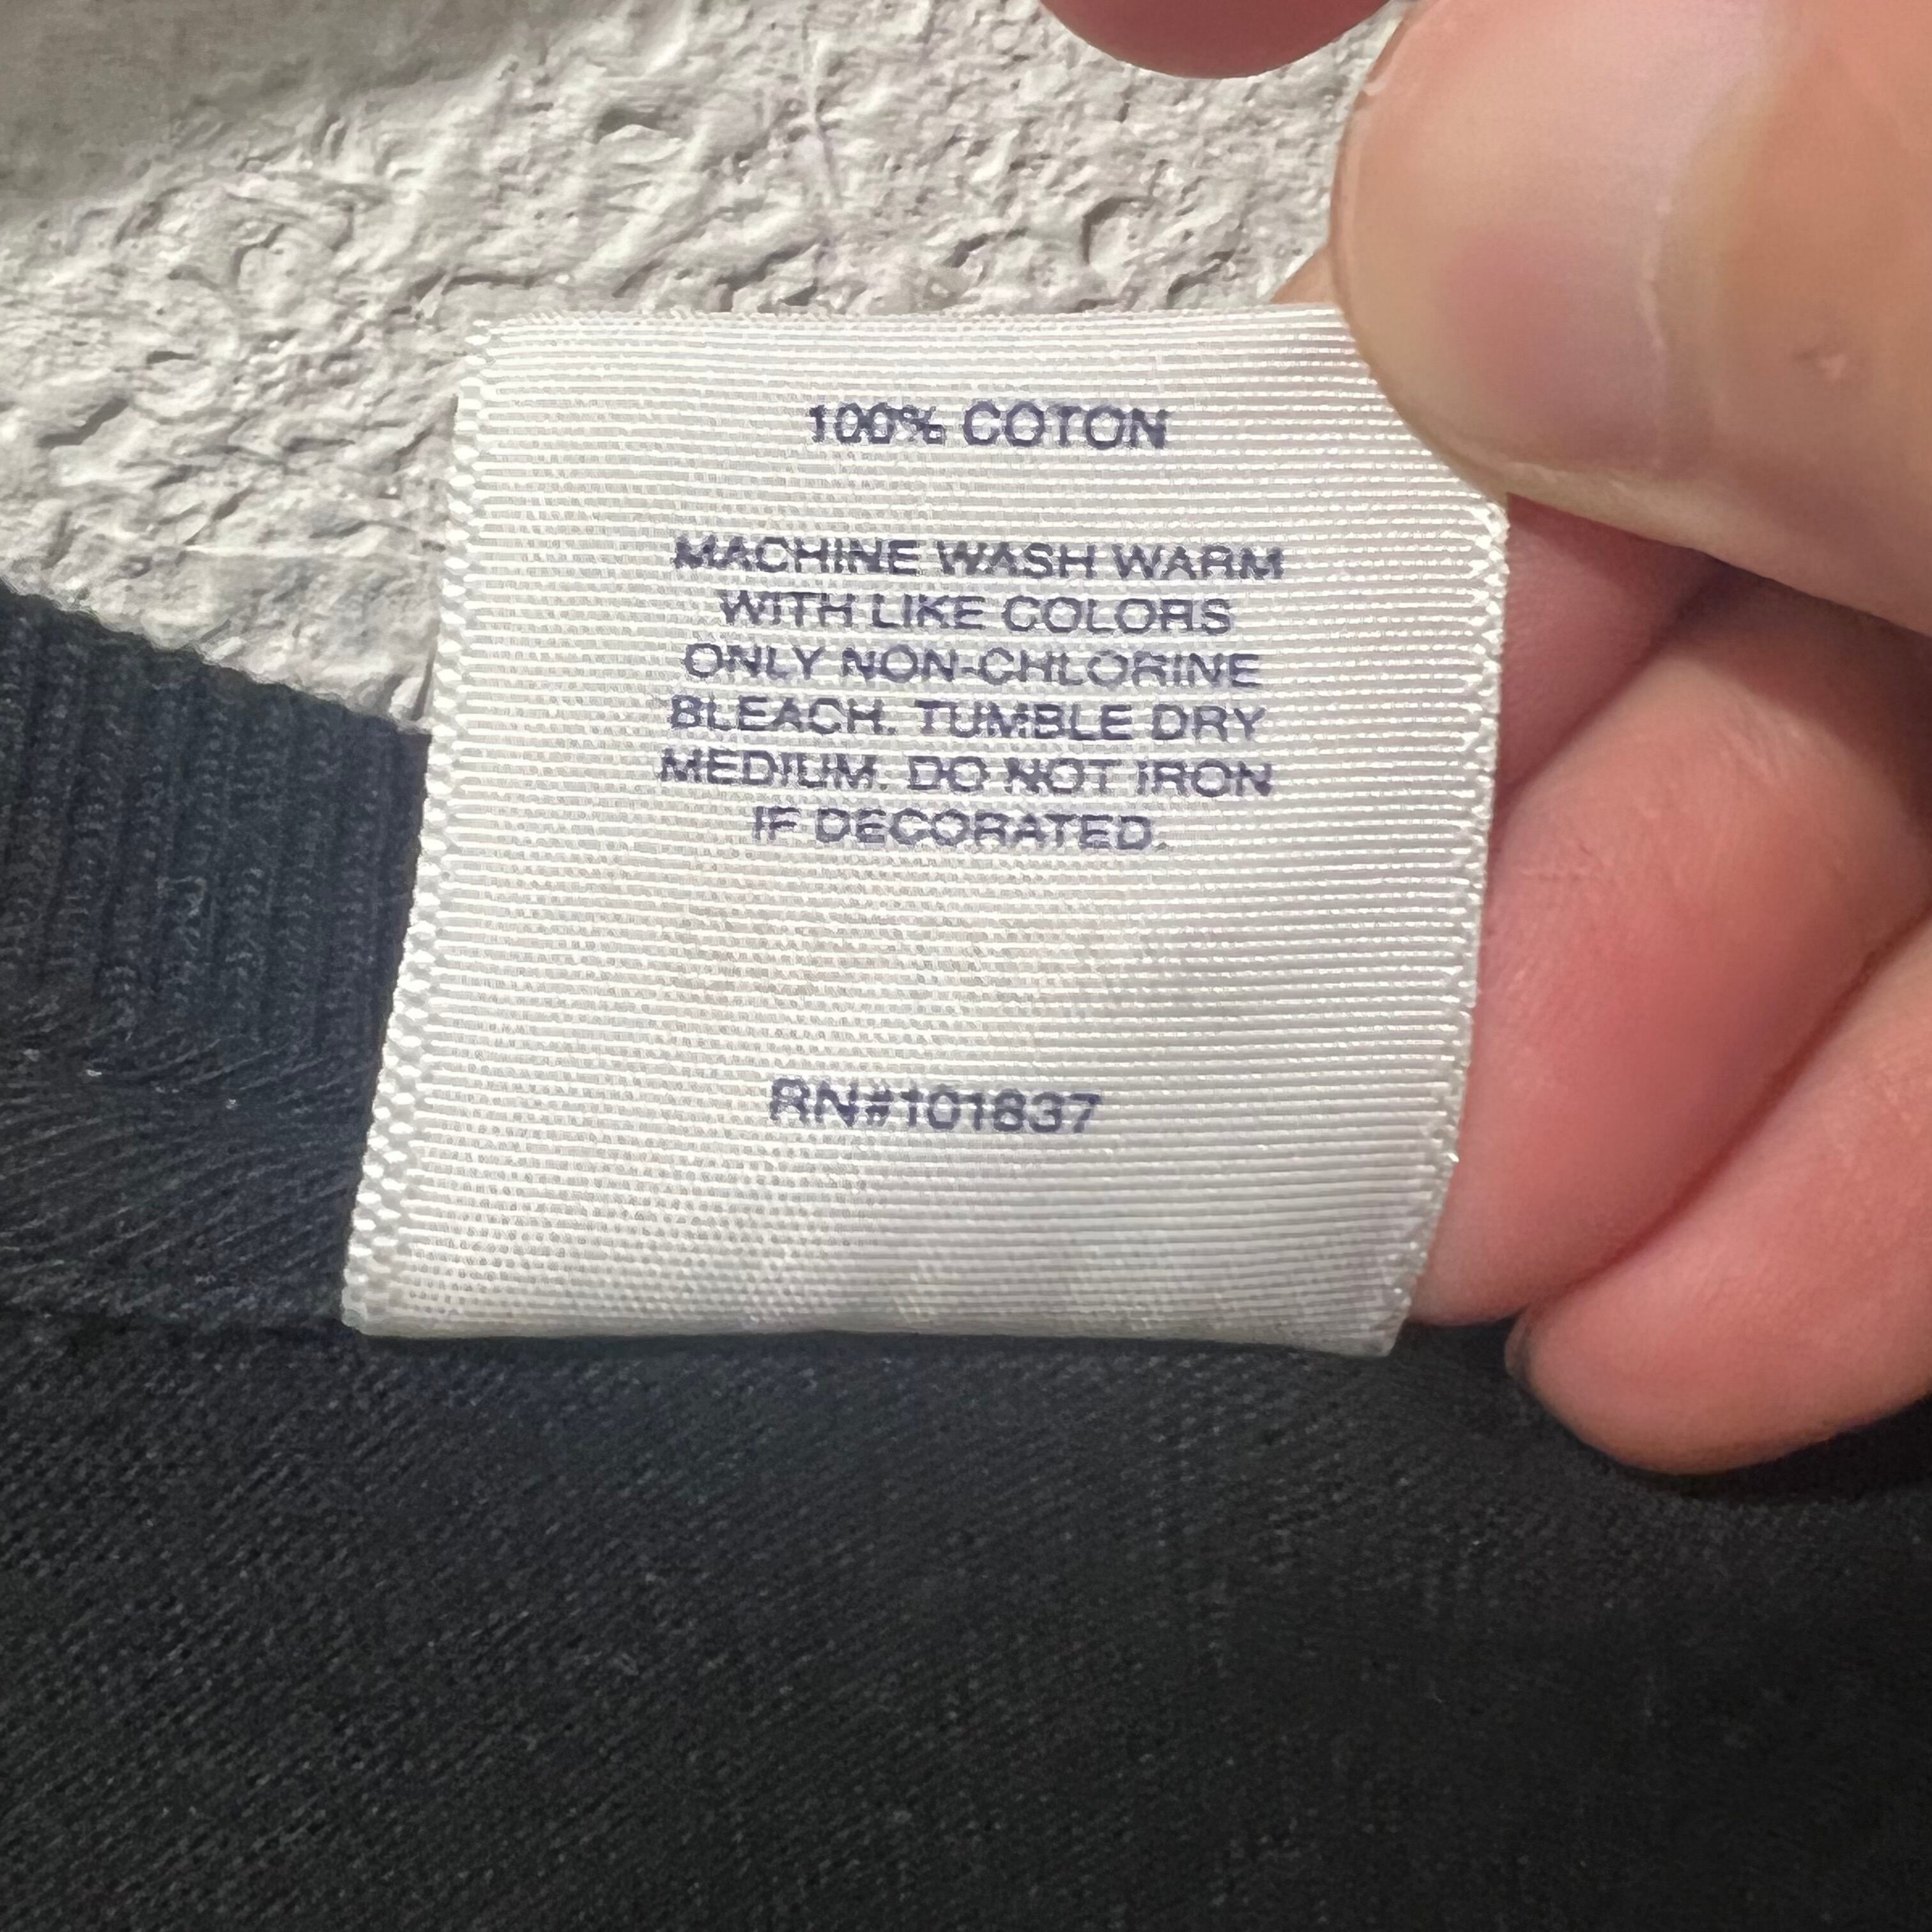 100% COTON
MACHINE WASH WARM
WITH LIKE COLORS
ONLY NON-CHLORINE
BLEACH. TUMBLE DRY
MEDIUM. DO NOT IRON
IF DECORATED.
RN#101837